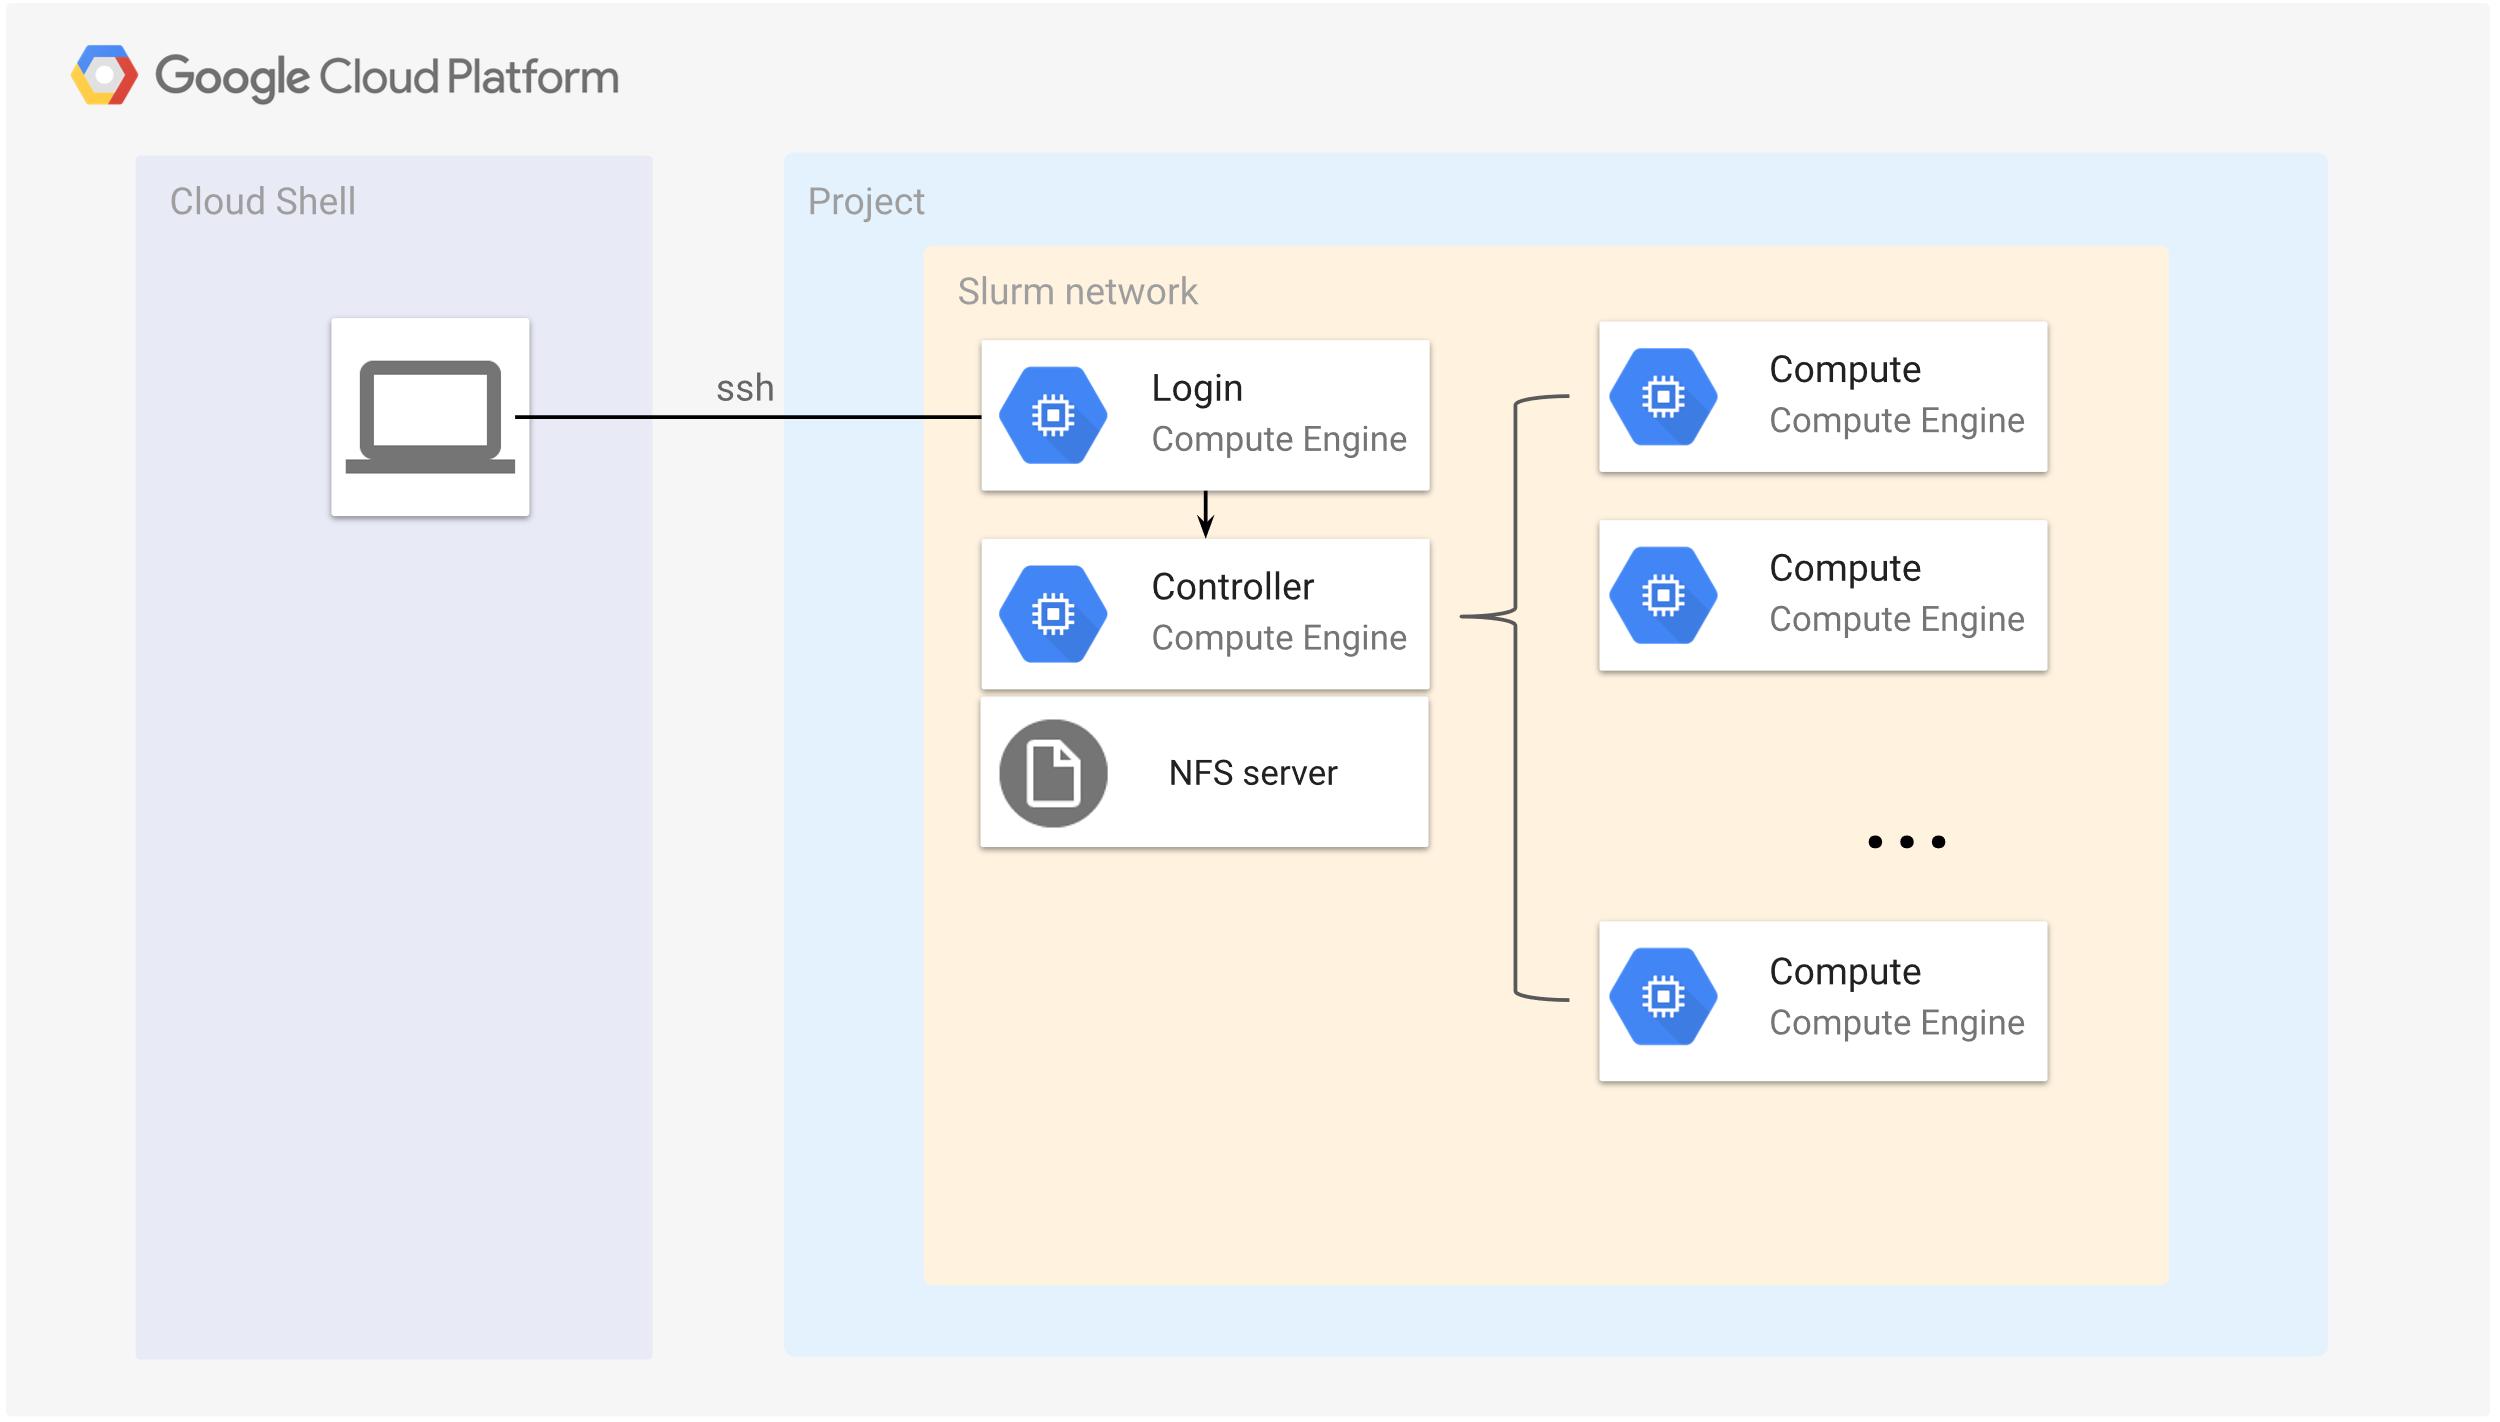 Google Cloud Platform
Cloud Shell
Project
Slurm network
ssh
Login
Compute Engine
Controller
Compute Engine
NFS server
Compute
Compute Engine
Compute
Compute Engine
...
Compute
Compute Engine